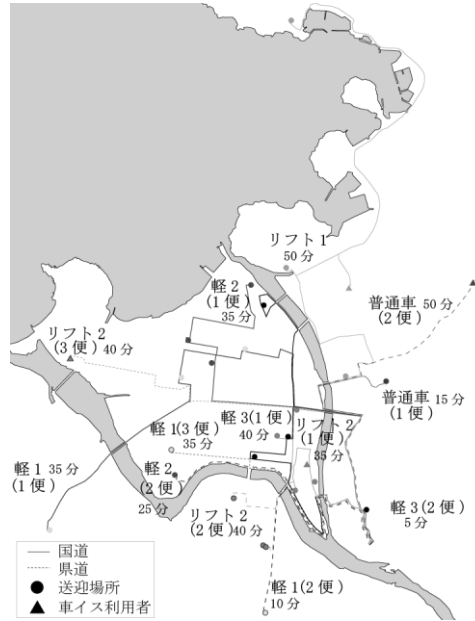 リフト1
50分
軽2
(1便)
35分
普通車 50分
(2便)
リフト2
(3便) 40分
普通車 15分
(1便)
軽1(3便)
35分
軽3(1便)
40分
リフト2
(1便)
35分
軽1 35分
(1便)
軽2
(2便)
25分
リフト2
(2便)40分
軽3(2便)
5分
軽1(2便)
10分
国道
県道
送迎場所
車イス利用者